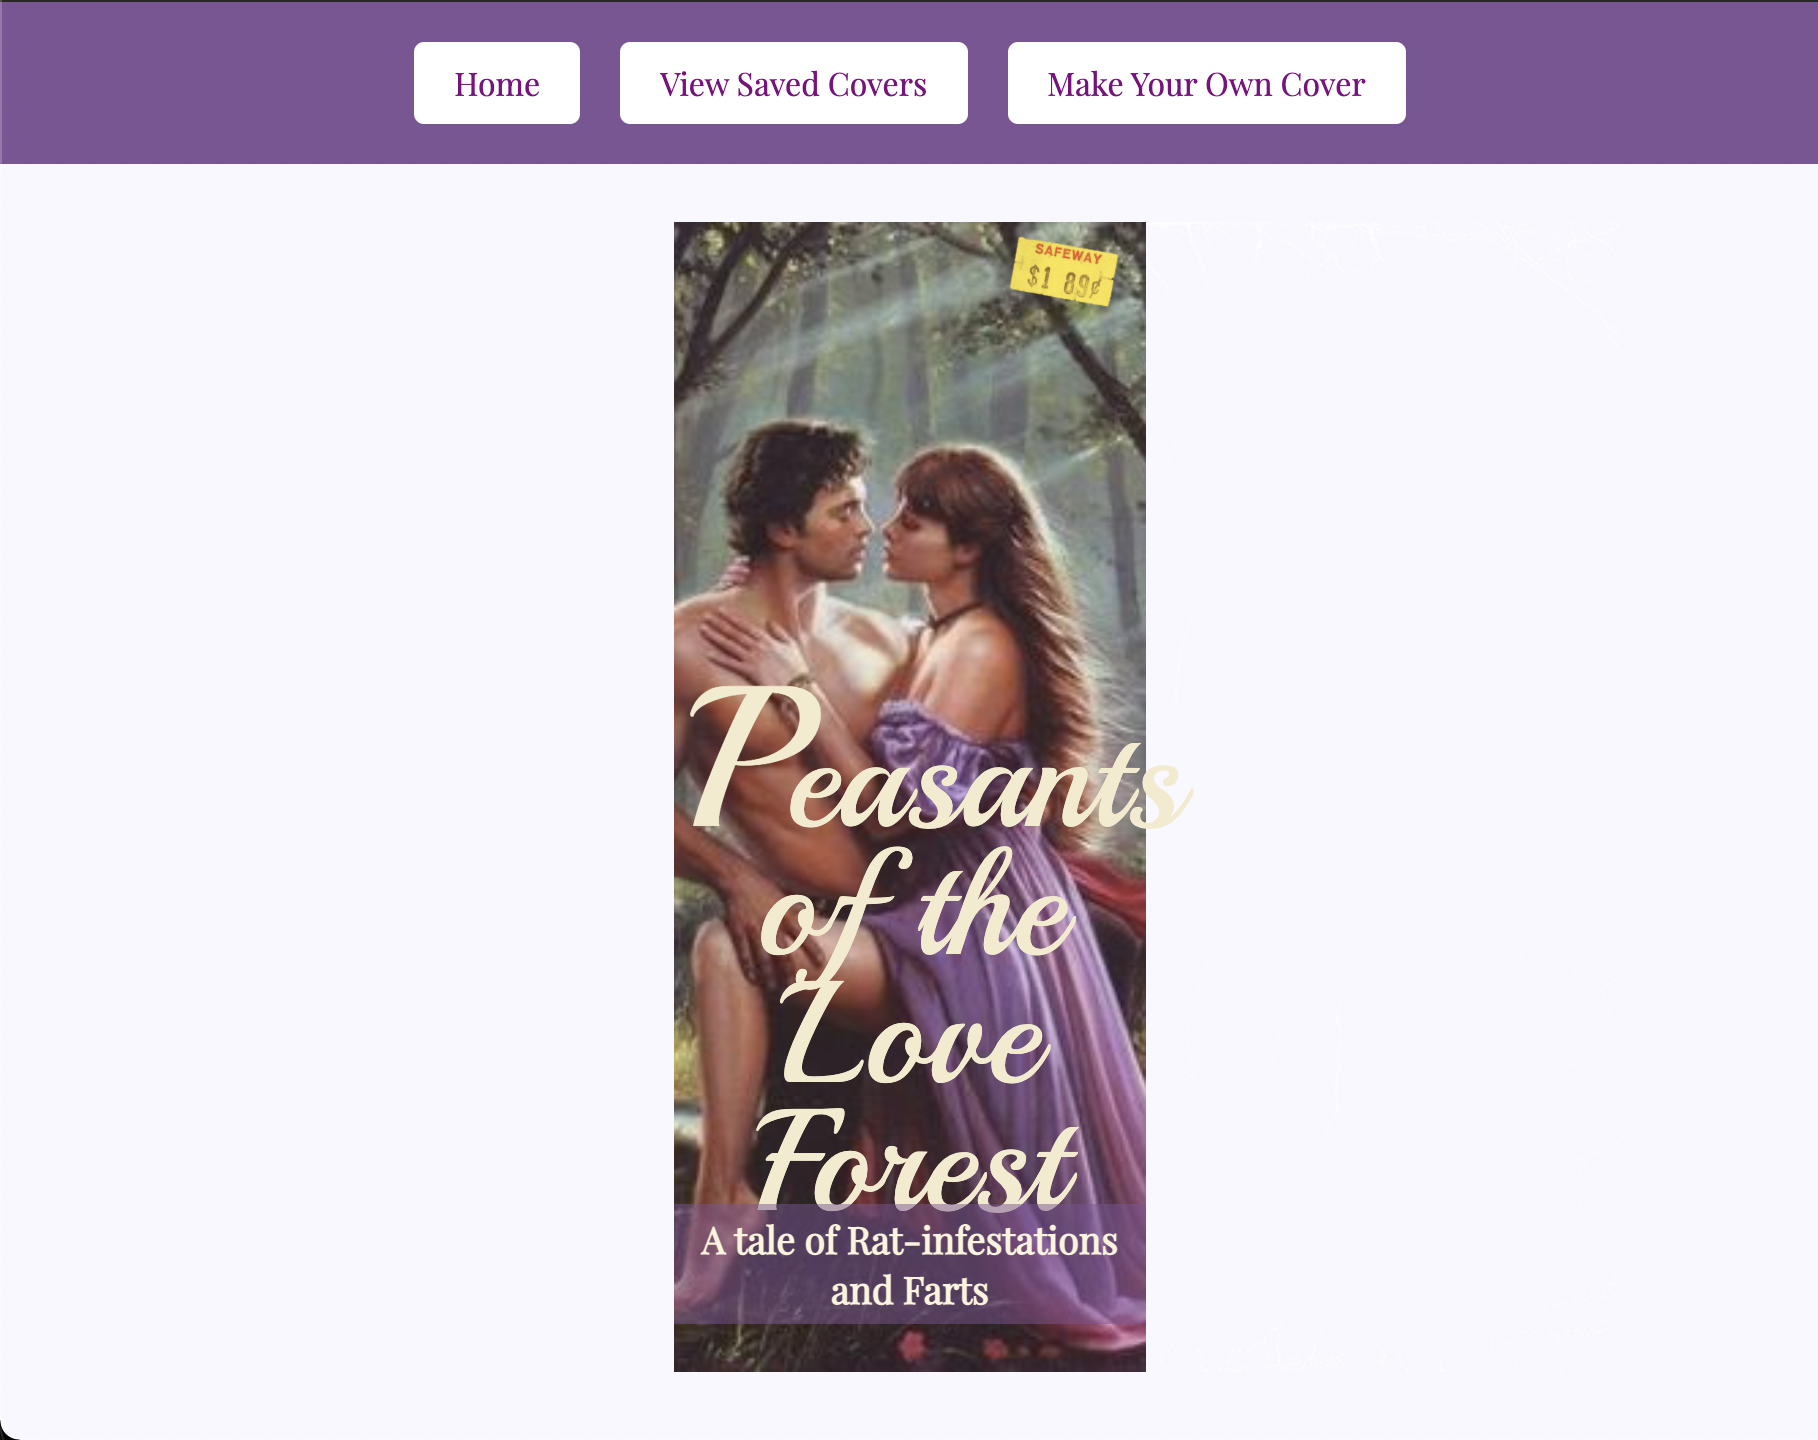 Home
View Saved Covers
Make Your Own Cover
SAFEWAY
$1 89¢
Peasants
of the
Love
Forest
A tale of Rat-infestations
and Farts